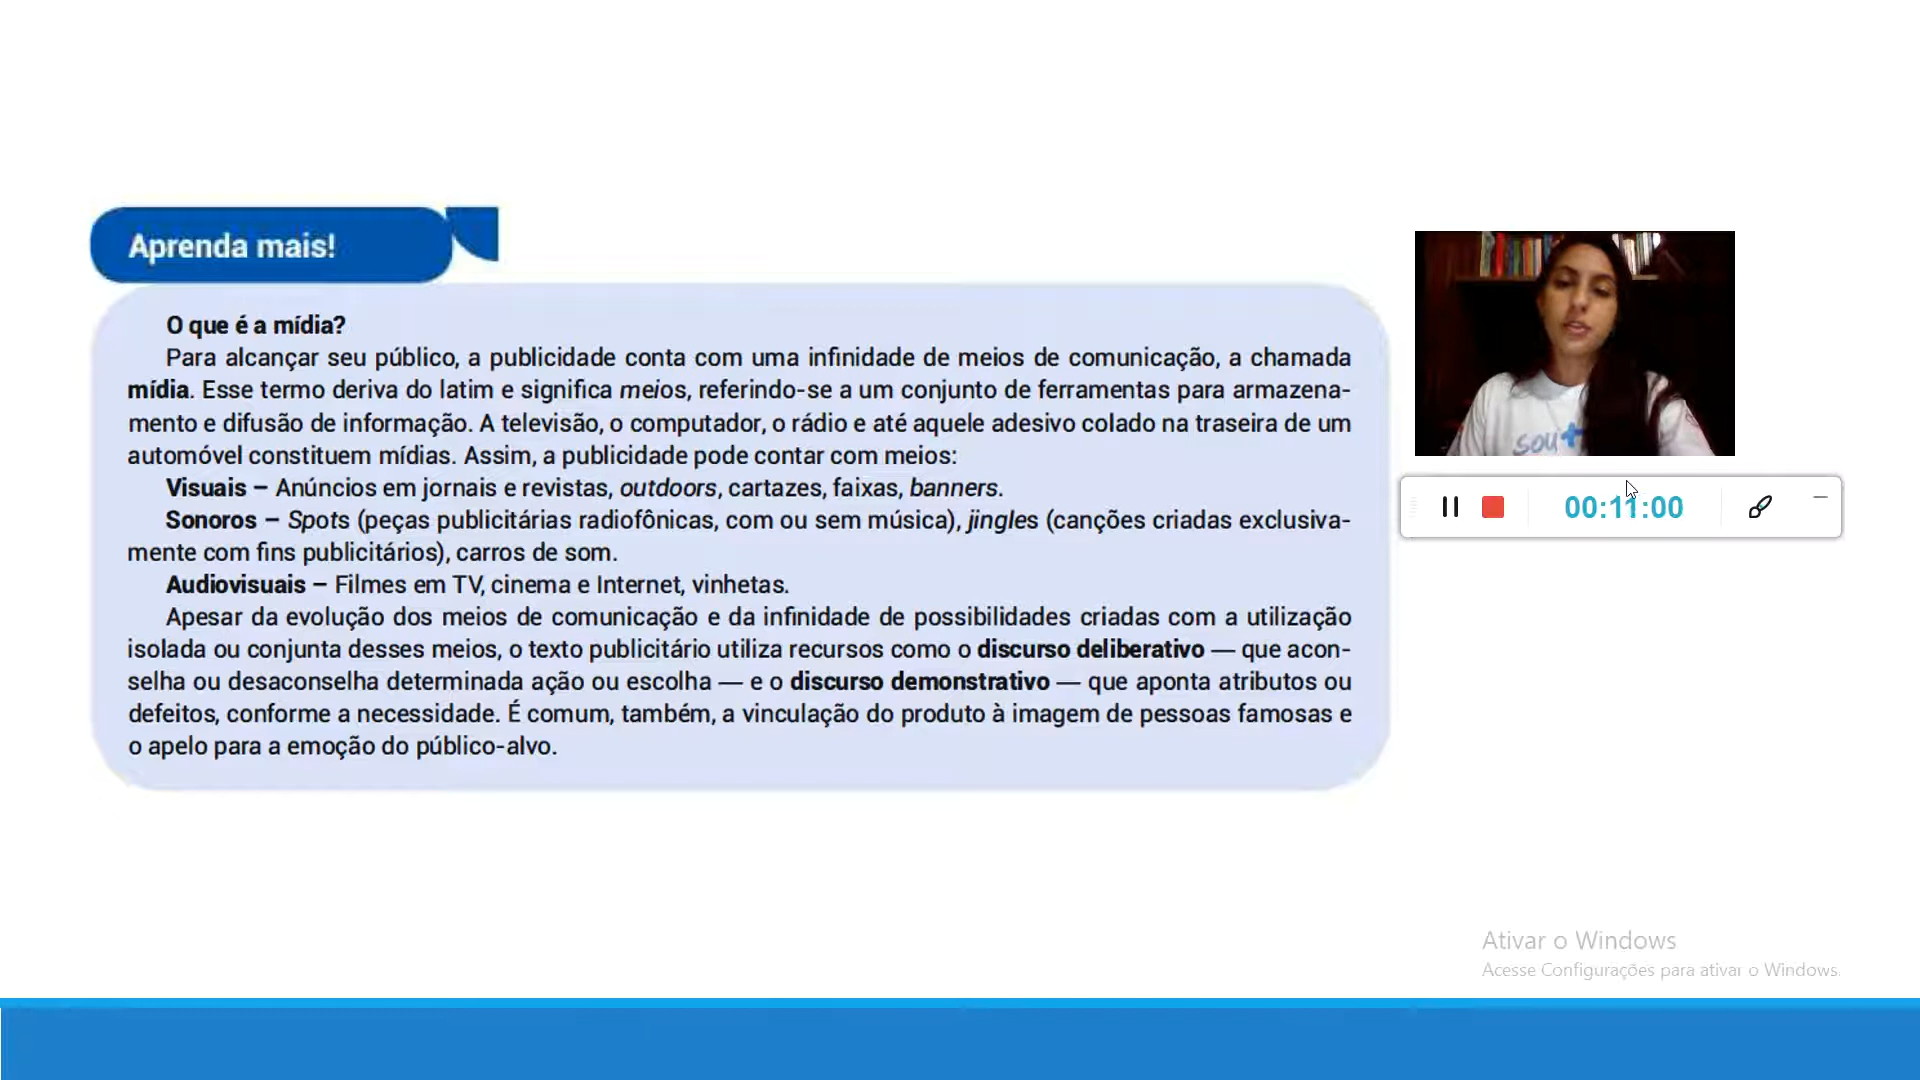 Aprenda mais!
O que é a mídia?
Para alcançar seu público, a publicidade conta com uma infinidade de meios de comunicação, a chamada
mídia. Esse termo deriva do latim e significa meios, referindo-se a um conjunto de ferramentas para armazena-
mento e difusão de informação. A televisão, o computador, o rádio e até aquele adesivo colado na traseira de um
automóvel constituem mídias. Assim, a publicidade pode contar com meios:
Visuais – Anúncios em jornais e revistas, outdoors, cartazes, faixas, banners.
Sonoros – Spots (peças publicitárias radiofônicas, com ou sem música), jingles (canções criadas exclusiva-
mente com fins publicitários), carros de som.
Audiovisuais – Filmes em TV, cinema e Internet, vinhetas.
Apesar da evolução dos meios de comunicação e da infinidade de possibilidades criadas com a utilização
isolada ou conjunta desses meios, o texto publicitário utiliza recursos como o discurso deliberativo — que acon-
selha ou desaconselha determinada ação ou escolha — e o discurso demonstrativo — que aponta atributos ou
defeitos, conforme a necessidade. É comum, também, a vinculação do produto à imagem de pessoas famosas e
o apelo para a emoção do público-alvo.
sou+
00:11:00
Ativar o Windows
Acesse Configurações para ativar o Windows.